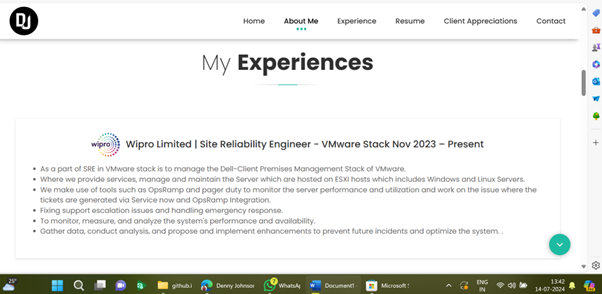 DJ
Home About Me Experience Resume Client Appreciations Contact
My Experiences
wipro Wipro Limited | Site Reliability Engineer - VMware Stack Nov 2023 – Present
As a part of SRE in VMware stack is to manage the Dell-Client Premises Management Stack of VMware.
Where we provide services, manage and maintain the Server which are hosted on ESXI hosts which includes Windows and Linux Servers.
We make use of tools such as OpsRamp and pager duty to monitor the server performance and utilization and work on the issue where the
tickets are generated via Service now and OpsRamp Integration.
Fixing support escalation issues and handling emergency response.
To monitor, measure, and analyze the system's performance and availability.
Gather data, conduct analysis, and propose and implement enhancements to prevent future incidents and optimize the system. .
25° github.i Denny Johnson 7 WhatsAp Document1 Microsoft S ENG 13:42
IN 14-07-2024